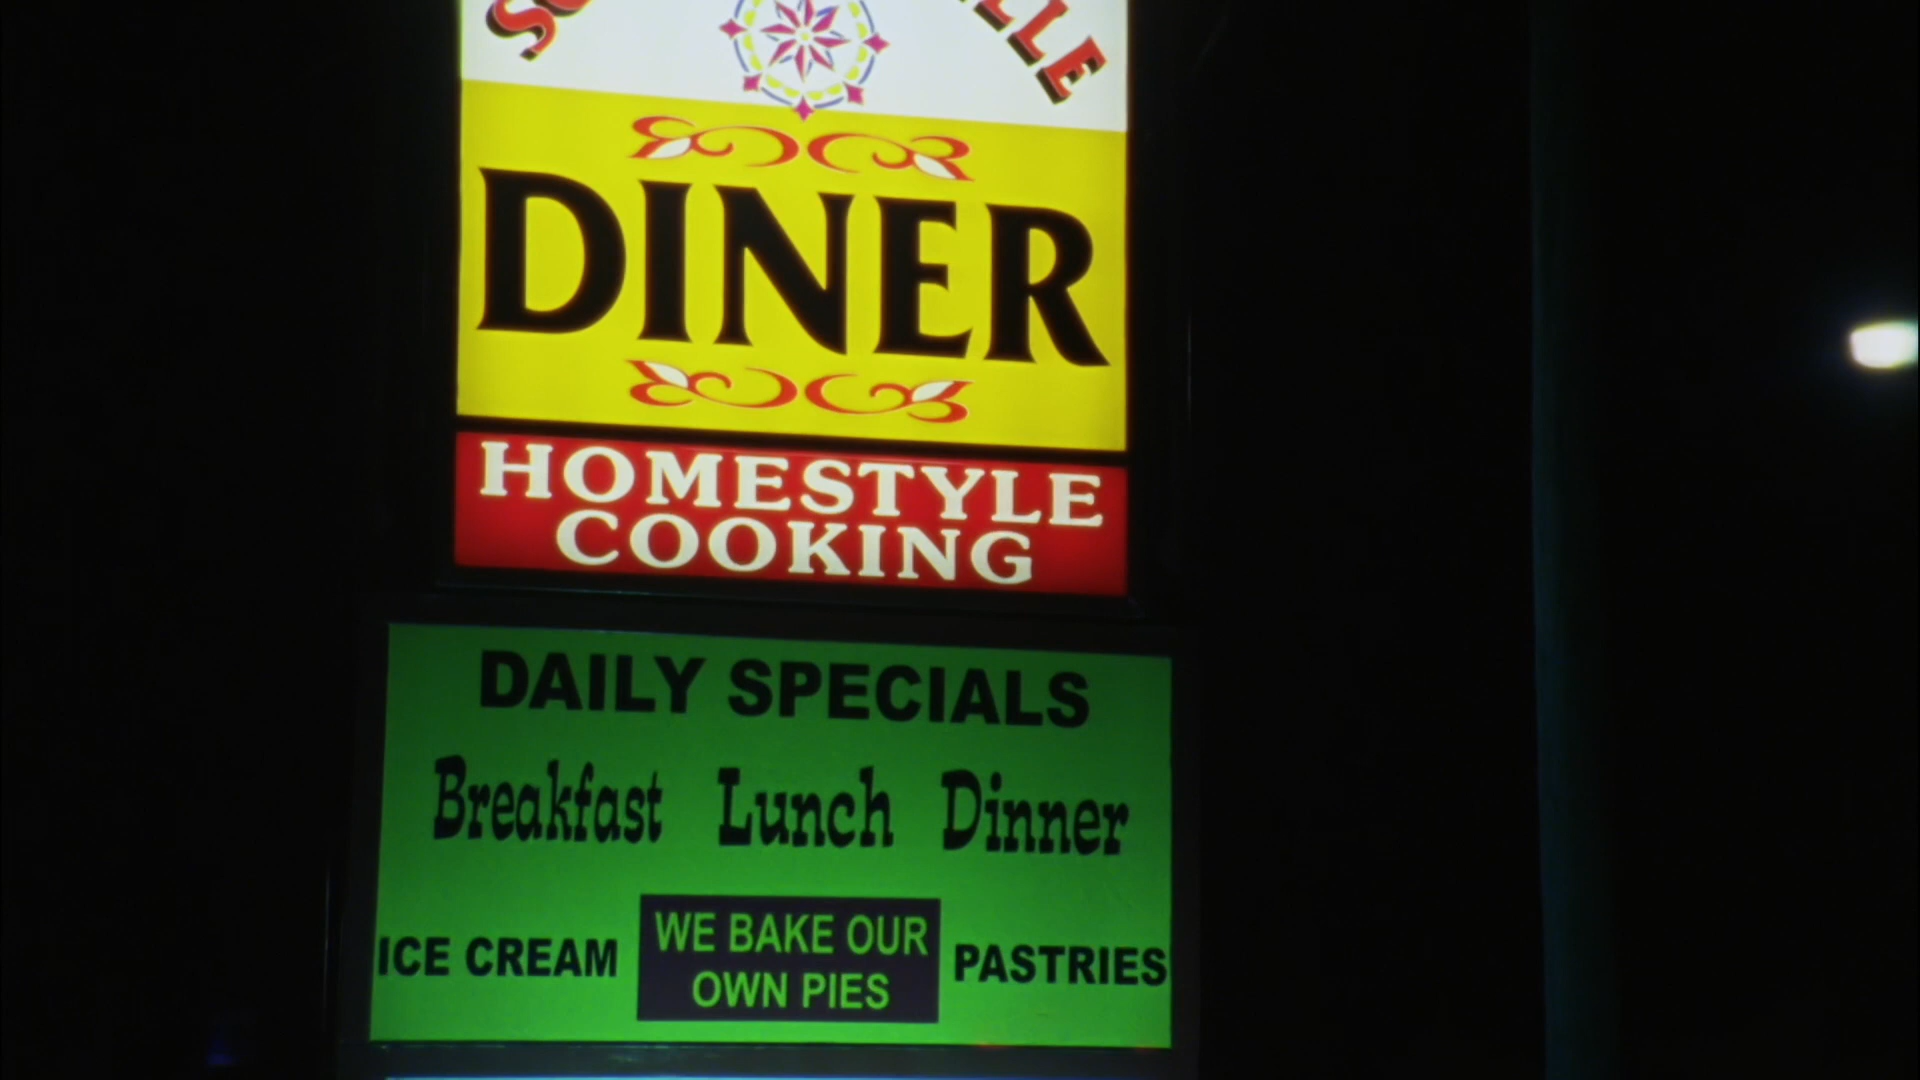 DINER
HOMESTYLE
COOKING
DAILY SPECIALS
Breakfast Lunch Dinner
ICE CREAM WE BAKE OUR OWN PIES PASTRIES